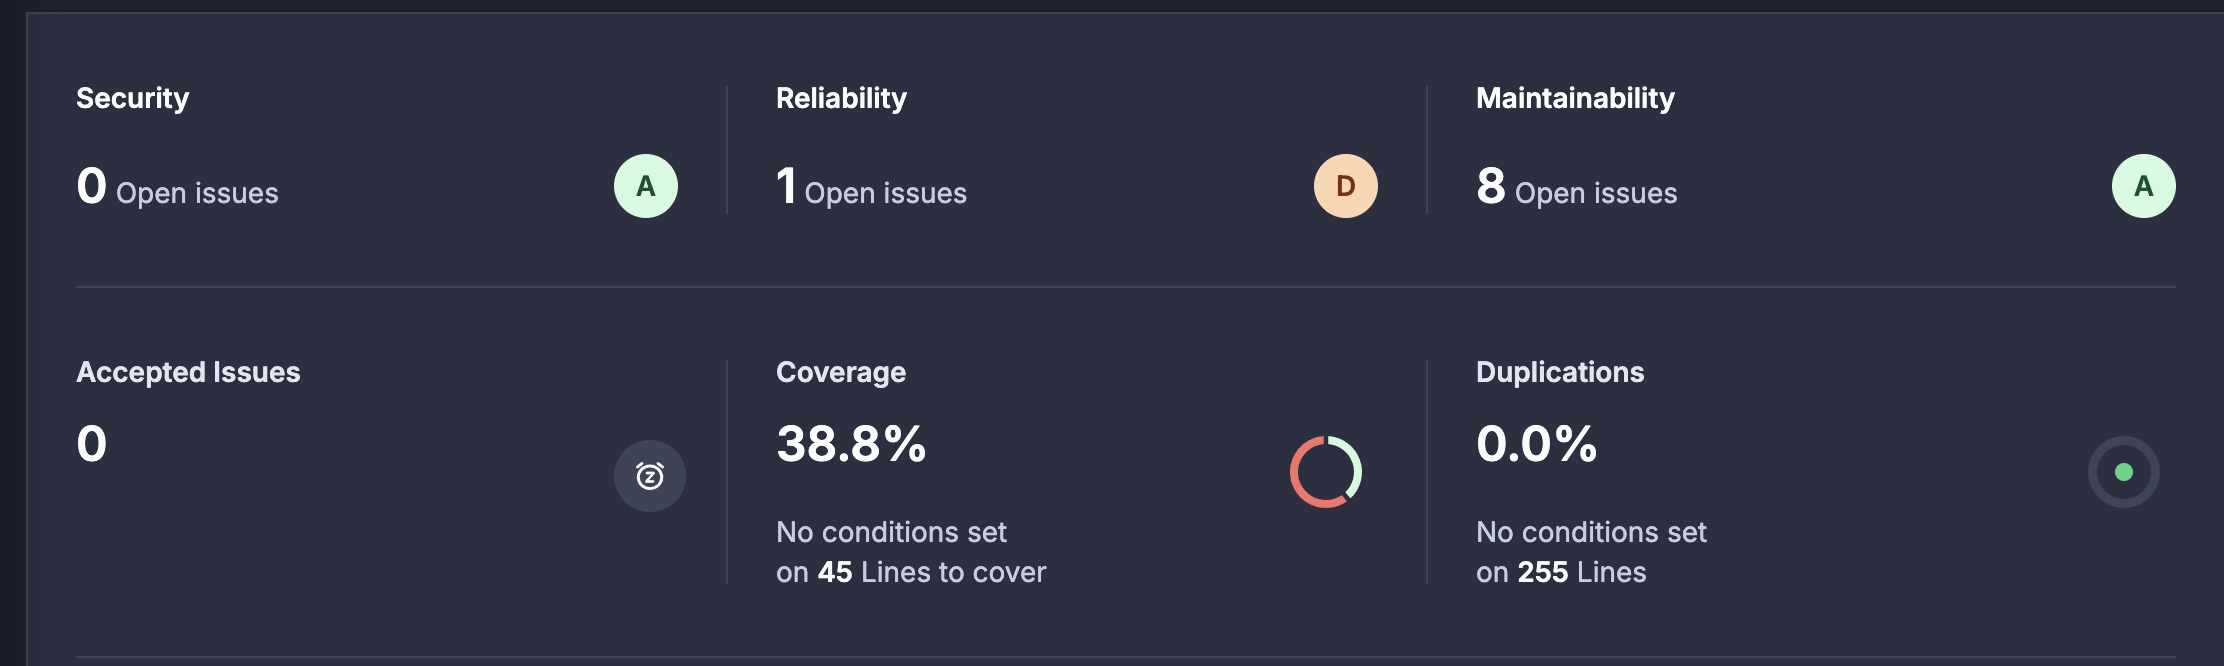 Security
0 Open issues
A
Reliability
1 Open issues
D
Maintainability
8 Open issues
A
Accepted Issues
0
z
Coverage
38.8%
No conditions set
on 45 Lines to cover
Duplications
0.0%
No conditions set
on 255 Lines